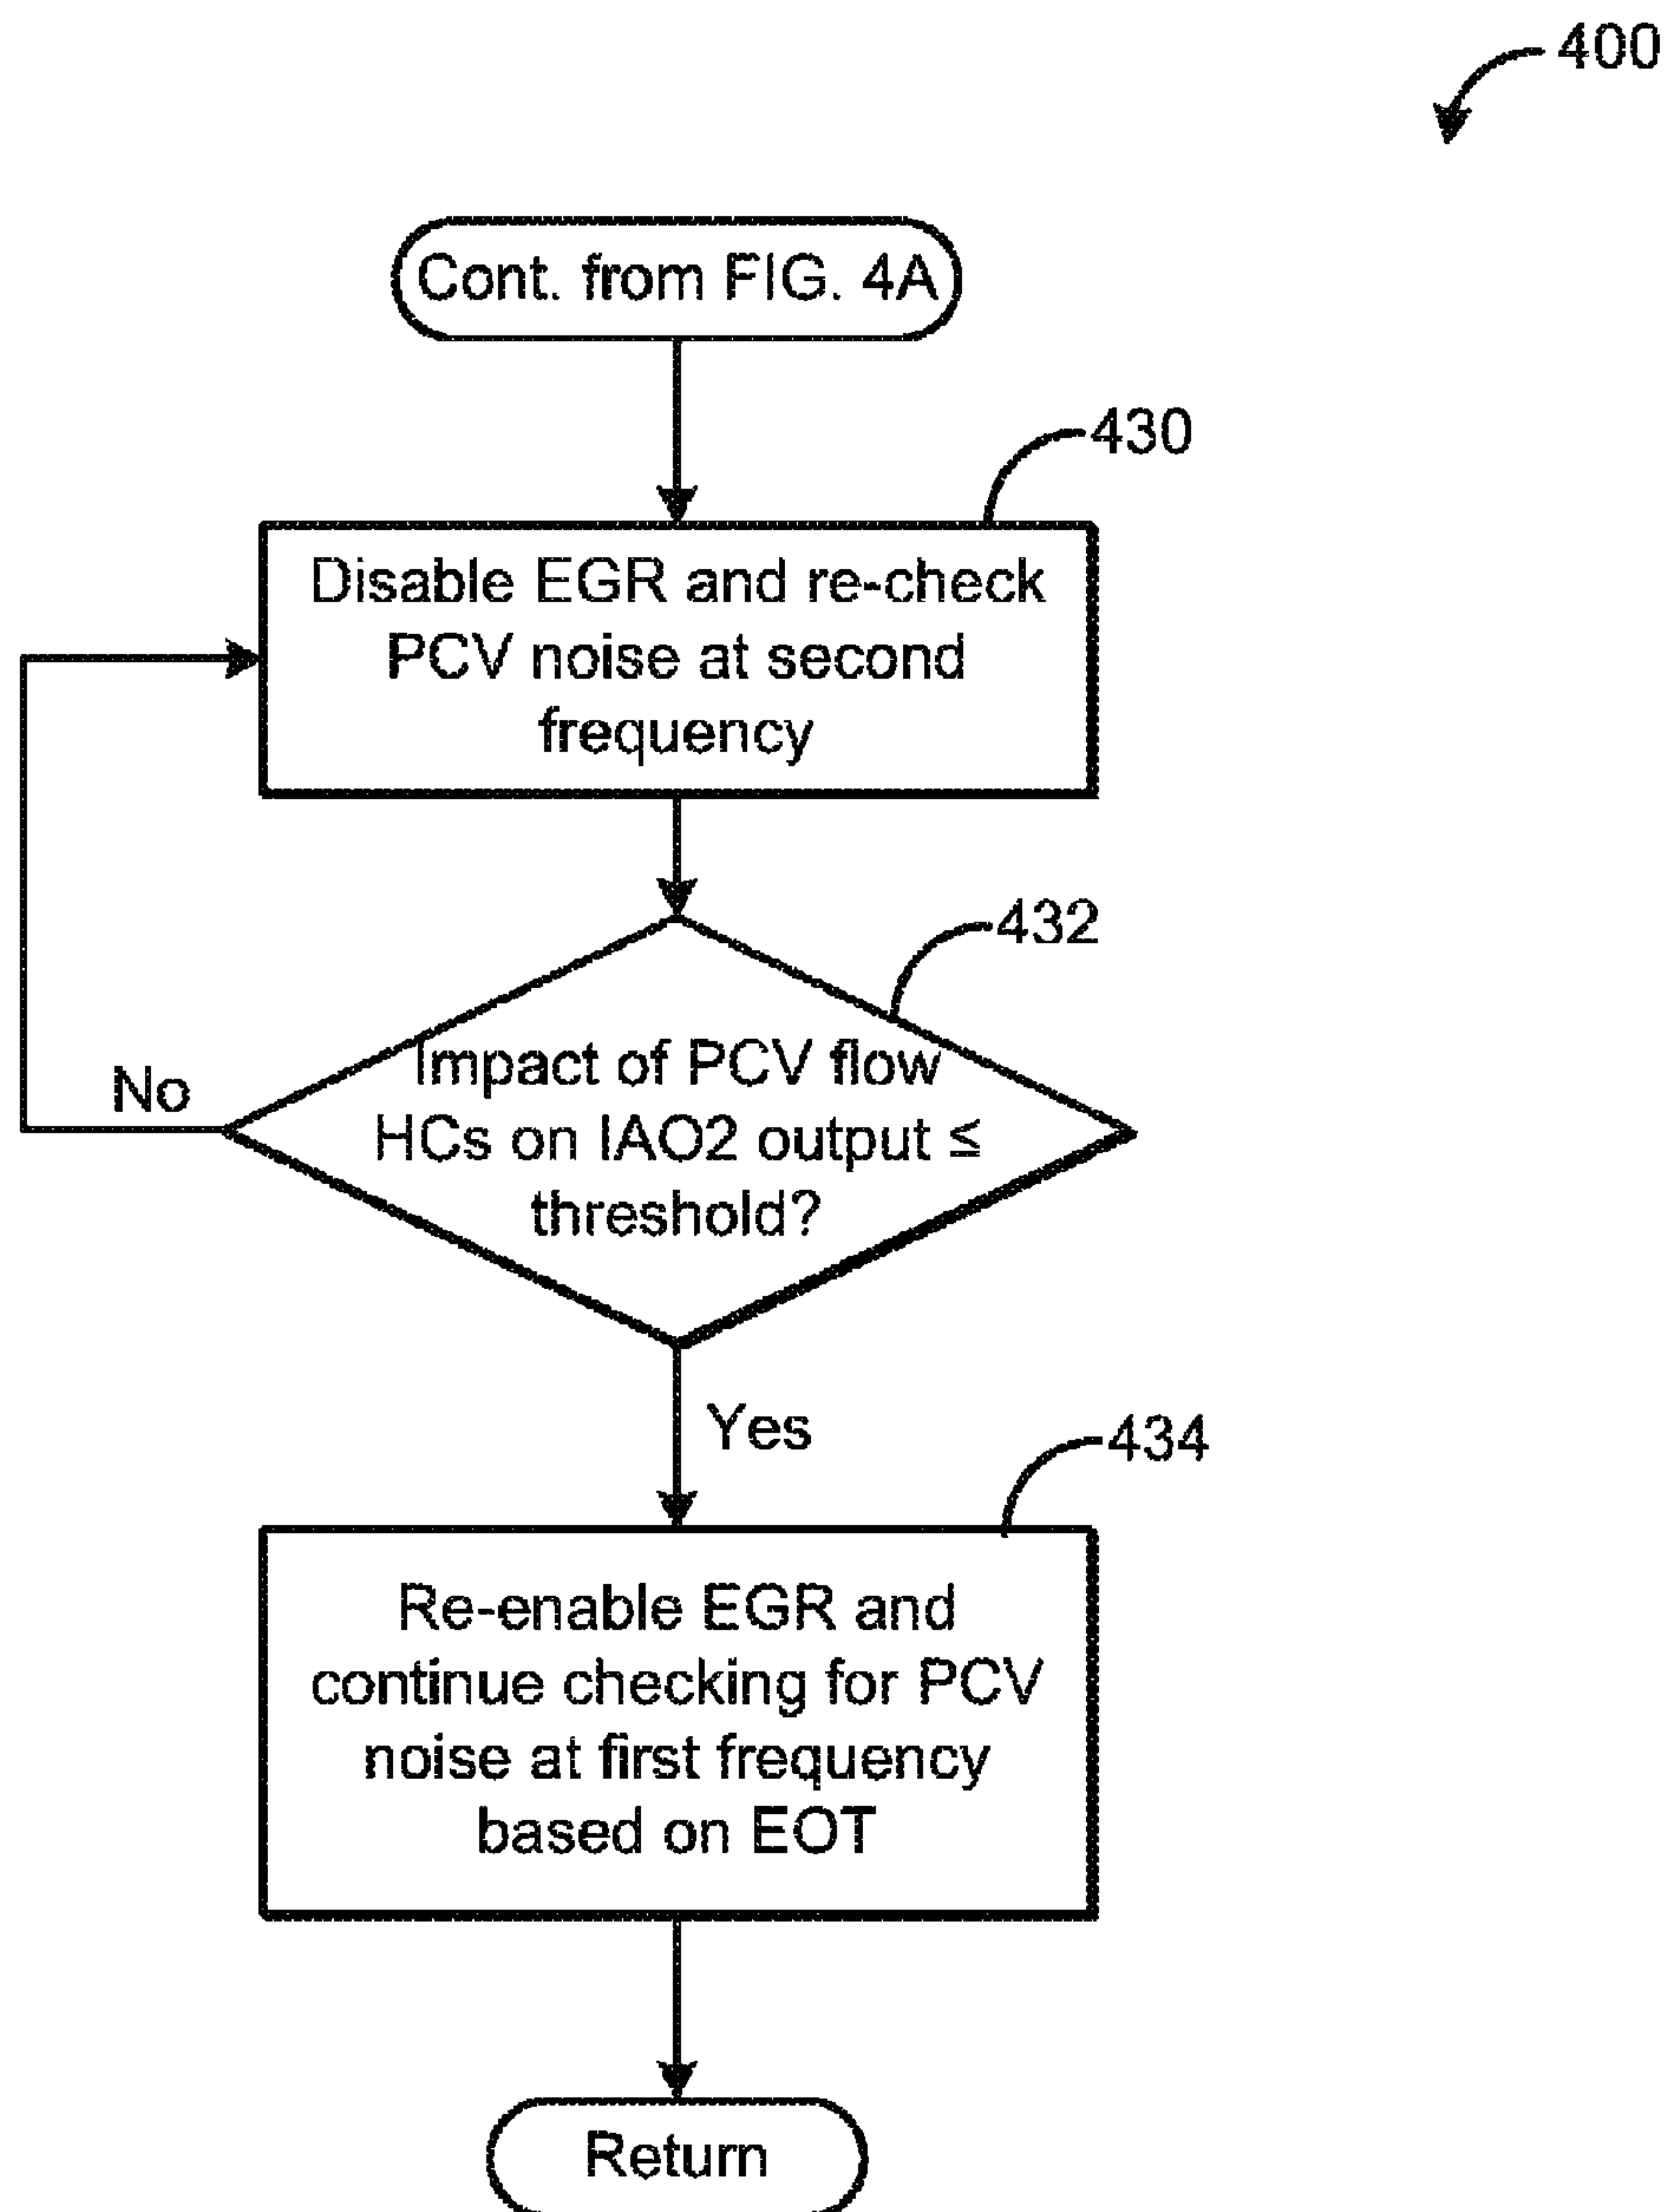 400
Cont. from FIG. 4A
430
Disable EGR and re-check
PCV noise at second
frequency
432
Impact of PCV flow
HCs on IAO2 output ≤
threshold?
No
Yes
434
Re-enable EGR and
continue checking for PCV
noise at first frequency
based on EOT
Return